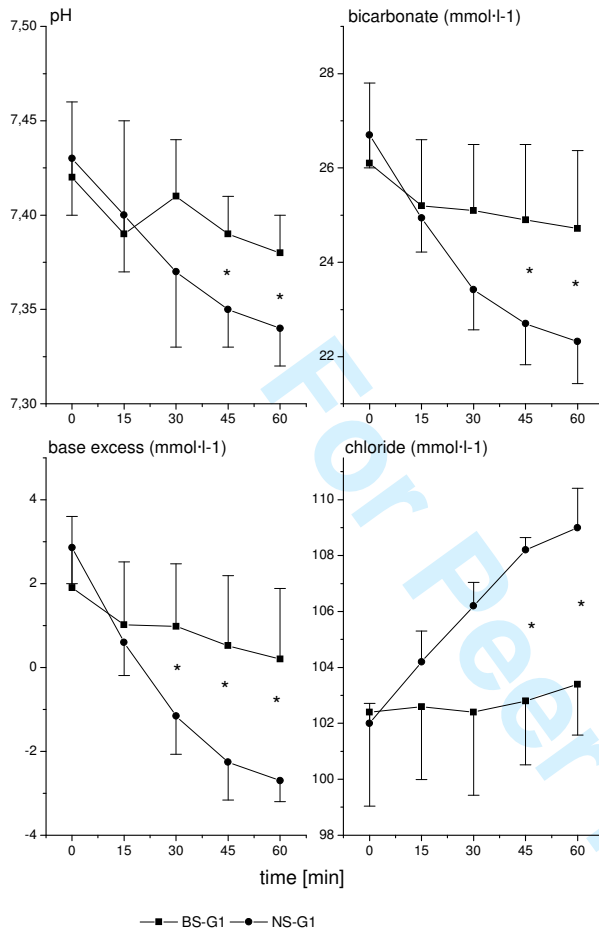 pH
7,50
7,45
7,40
7,35
7,30
0 15 30 45 60
* *
bicarbonate (mmol·l-1)
28
26
24
22
0 15 30 45 60
* *
base excess (mmol·l-1)
4
2
0
-2
-4
0 15 30 45 60
* * *
chloride (mmol·l-1)
110
108
106
104
102
100
98
0 15 30 45 60
* *
time [min]
BS-G1 NS-G1
For Peer